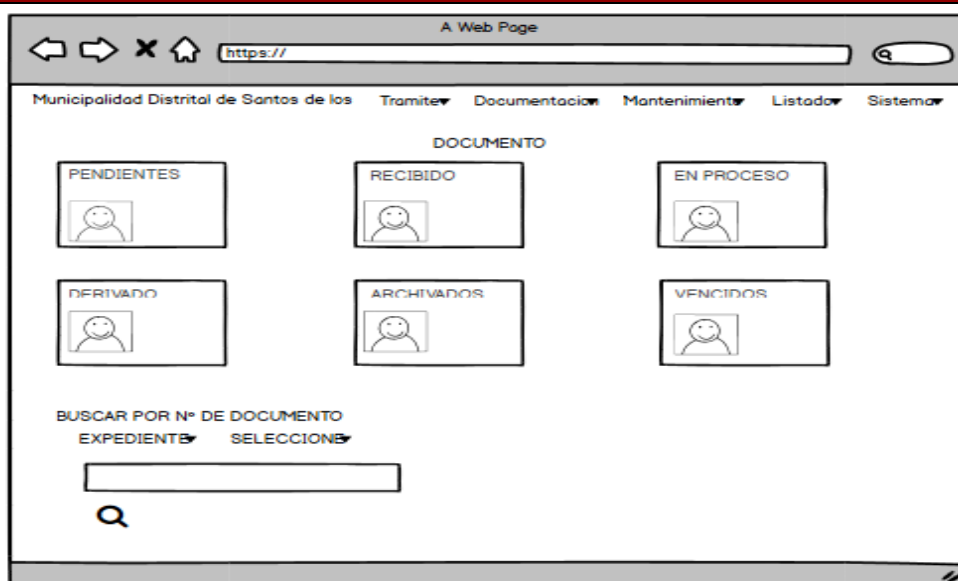 A Web Page
https://
Municipalidad Distrital de Santos de los Tramite Documentacion Mantenimiento Listado Sistema
DOCUMENTO
PENDIENTES RECIBIDO EN PROCESO
DERIVADO ARCHIVADOS VENCIDOS
BUSCAR POR Nº DE DOCUMENTO
EXPEDIENTE SELECCIONE